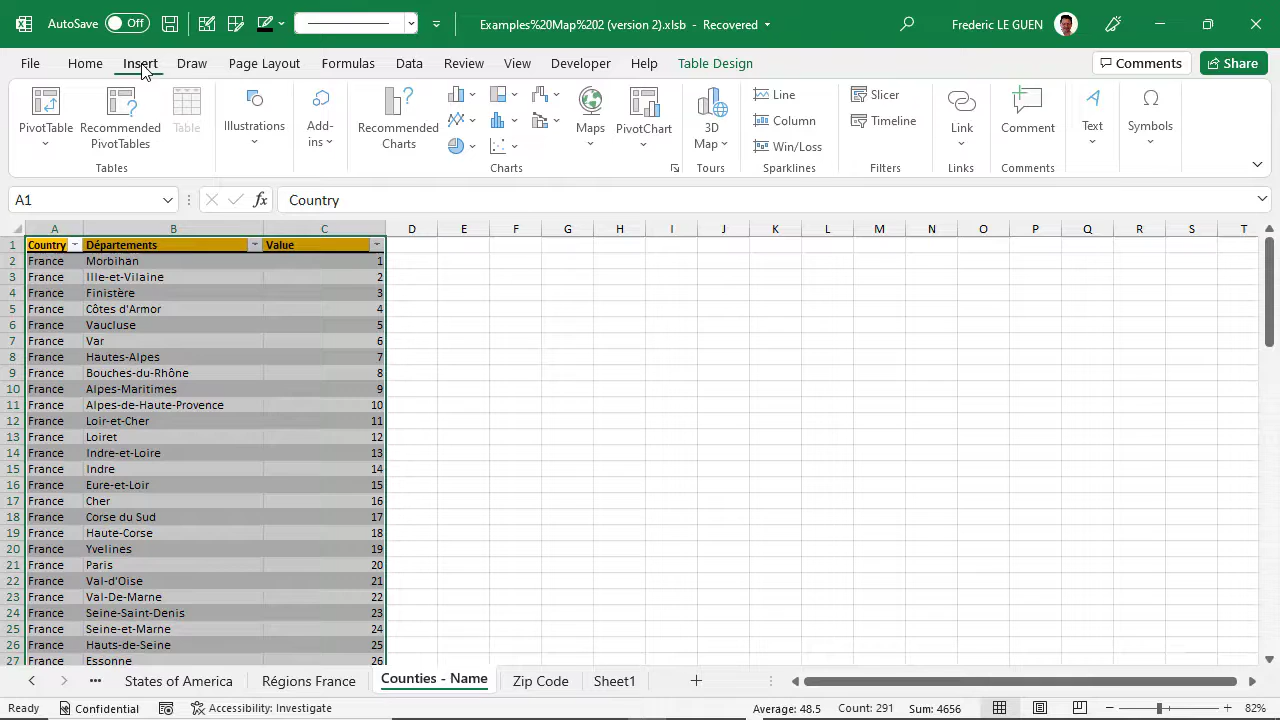 AutoSave Off Examples%20Map%202 (version 2).xlsb - Recovered Frederic LE GUEN
File Home Insert Draw Page Layout Formulas Data Review View Developer Help Table Design Comments Share
PivotTable Recommended PivotTables Table Illustrations Add-ins Recommended Charts Maps PivotChart 3D Map Line Column Win/Loss Slicer Timeline Link Comment Text Symbols
Tables Charts Tours Sparklines Filters Links Comments
A1 fx Country
A B C D E F G H I J K L M N O P Q R S T
1 Country Départements Value
2 France Morbihan 1
3 France Ille-et-Vilaine 2
4 France Finistère 3
5 France Côtes d'Armor 4
6 France Vaucluse 5
7 France Var 6
8 France Hautes-Alpes 7
9 France Bouches-du-Rhône 8
10 France Alpes-Maritimes 9
11 France Alpes-de-Haute-Provence 10
12 France Loir-et-Cher 11
13 France Loiret 12
14 France Indre-et-Loire 13
15 France Indre 14
16 France Eure-et-Loir 15
17 France Cher 16
18 France Corse du Sud 17
19 France Haute-Corse 18
20 France Yvelines 19
21 France Paris 20
22 France Val-d'Oise 21
23 France Val-De-Marne 22
24 France Seine-Saint-Denis 23
25 France Seine-et-Marne 24
26 France Hauts-de-Seine 25
27 France Essonne 26
States of America Régions France Counties - Name Zip Code Sheet1
Ready Confidential Accessibility: Investigate Average: 48.5 Count: 291 Sum: 4656 82%